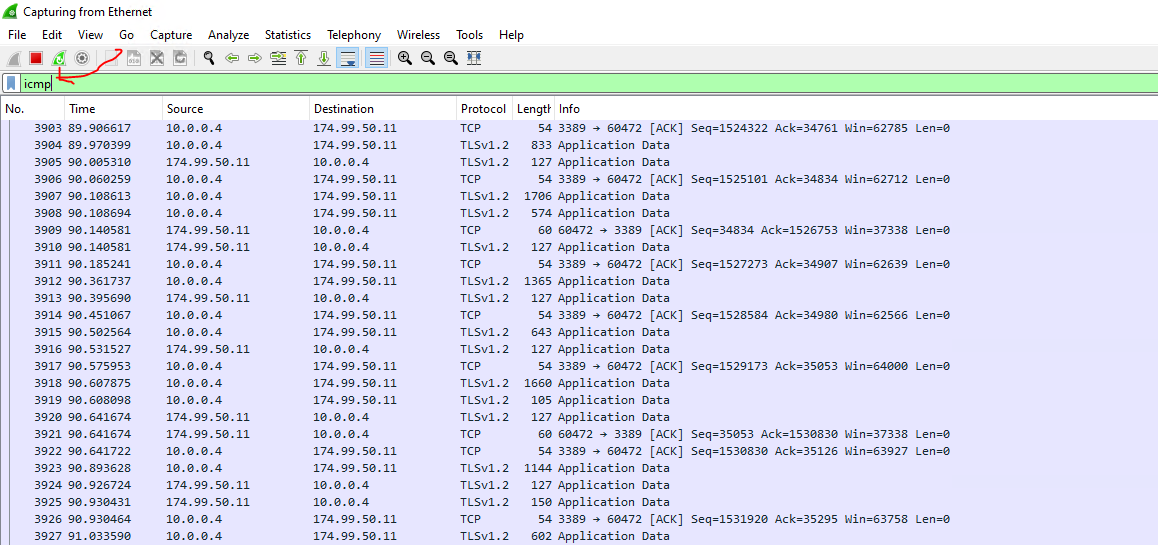 Capturing from Ethernet
File Edit View Go Capture Analyze Statistics Telephony Wireless Tools Help
icmp
No. Time Source Destination Protocol Length Info
3903 89.906617 10.0.0.4 174.99.50.11 TCP 54 3389 → 60472 [ACK] Seq=1524322 Ack=34761 Win=62785 Len=0
3904 89.970399 10.0.0.4 174.99.50.11 TLSv1.2 833 Application Data
3905 90.005310 174.99.50.11 10.0.0.4 TLSv1.2 127 Application Data
3906 90.060259 10.0.0.4 174.99.50.11 TCP 54 3389 → 60472 [ACK] Seq=1525101 Ack=34834 Win=62712 Len=0
3907 90.108613 10.0.0.4 174.99.50.11 TLSv1.2 1706 Application Data
3908 90.108694 10.0.0.4 174.99.50.11 TLSv1.2 574 Application Data
3909 90.140581 174.99.50.11 10.0.0.4 TCP 60 60472 → 3389 [ACK] Seq=34834 Ack=1526753 Win=37338 Len=0
3910 90.140581 174.99.50.11 10.0.0.4 TLSv1.2 127 Application Data
3911 90.185241 10.0.0.4 174.99.50.11 TCP 54 3389 → 60472 [ACK] Seq=1527273 Ack=34907 Win=62639 Len=0
3912 90.361737 10.0.0.4 174.99.50.11 TLSv1.2 1365 Application Data
3913 90.395690 174.99.50.11 10.0.0.4 TLSv1.2 127 Application Data
3914 90.451067 10.0.0.4 174.99.50.11 TCP 54 3389 → 60472 [ACK] Seq=1528584 Ack=34980 Win=62566 Len=0
3915 90.502564 10.0.0.4 174.99.50.11 TLSv1.2 643 Application Data
3916 90.531527 174.99.50.11 10.0.0.4 TLSv1.2 127 Application Data
3917 90.575953 10.0.0.4 174.99.50.11 TCP 54 3389 → 60472 [ACK] Seq=1529173 Ack=35053 Win=64000 Len=0
3918 90.607875 10.0.0.4 174.99.50.11 TLSv1.2 1660 Application Data
3919 90.608098 10.0.0.4 174.99.50.11 TLSv1.2 105 Application Data
3920 90.641674 174.99.50.11 10.0.0.4 TLSv1.2 127 Application Data
3921 90.641674 174.99.50.11 10.0.0.4 TCP 60 60472 → 3389 [ACK] Seq=35053 Ack=1530830 Win=37338 Len=0
3922 90.641722 10.0.0.4 174.99.50.11 TCP 54 3389 → 60472 [ACK] Seq=1530830 Ack=35126 Win=63927 Len=0
3923 90.893628 10.0.0.4 174.99.50.11 TLSv1.2 1144 Application Data
3924 90.926724 174.99.50.11 10.0.0.4 TLSv1.2 127 Application Data
3925 90.930431 174.99.50.11 10.0.0.4 TLSv1.2 150 Application Data
3926 90.930464 10.0.0.4 174.99.50.11 TCP 54 3389 → 60472 [ACK] Seq=1531920 Ack=35295 Win=63758 Len=0
3927 91.033590 10.0.0.4 174.99.50.11 TLSv1.2 602 Application Data